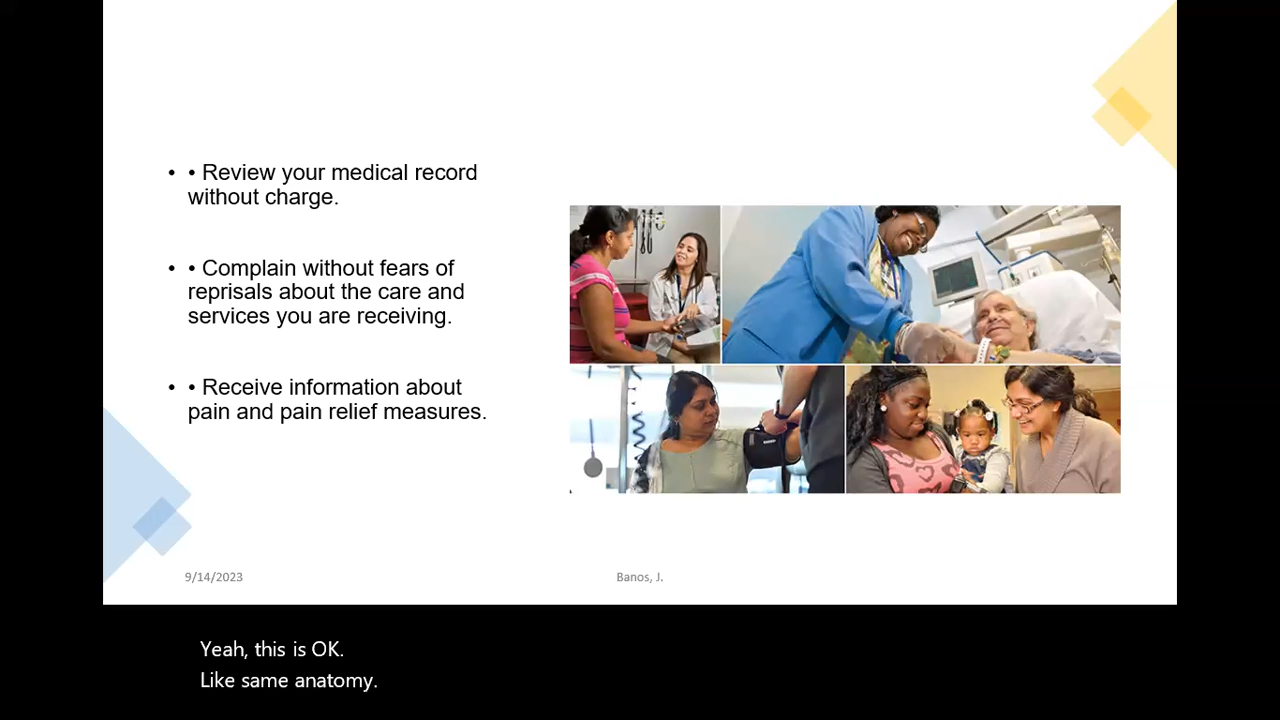 • • Review your medical record
without charge.
• • Complain without fears of
reprisals about the care and
services you are receiving.
• • Receive information about
pain and pain relief measures.
9/14/2023
Banos, J.
Yeah, this is OK.
Like same anatomy.